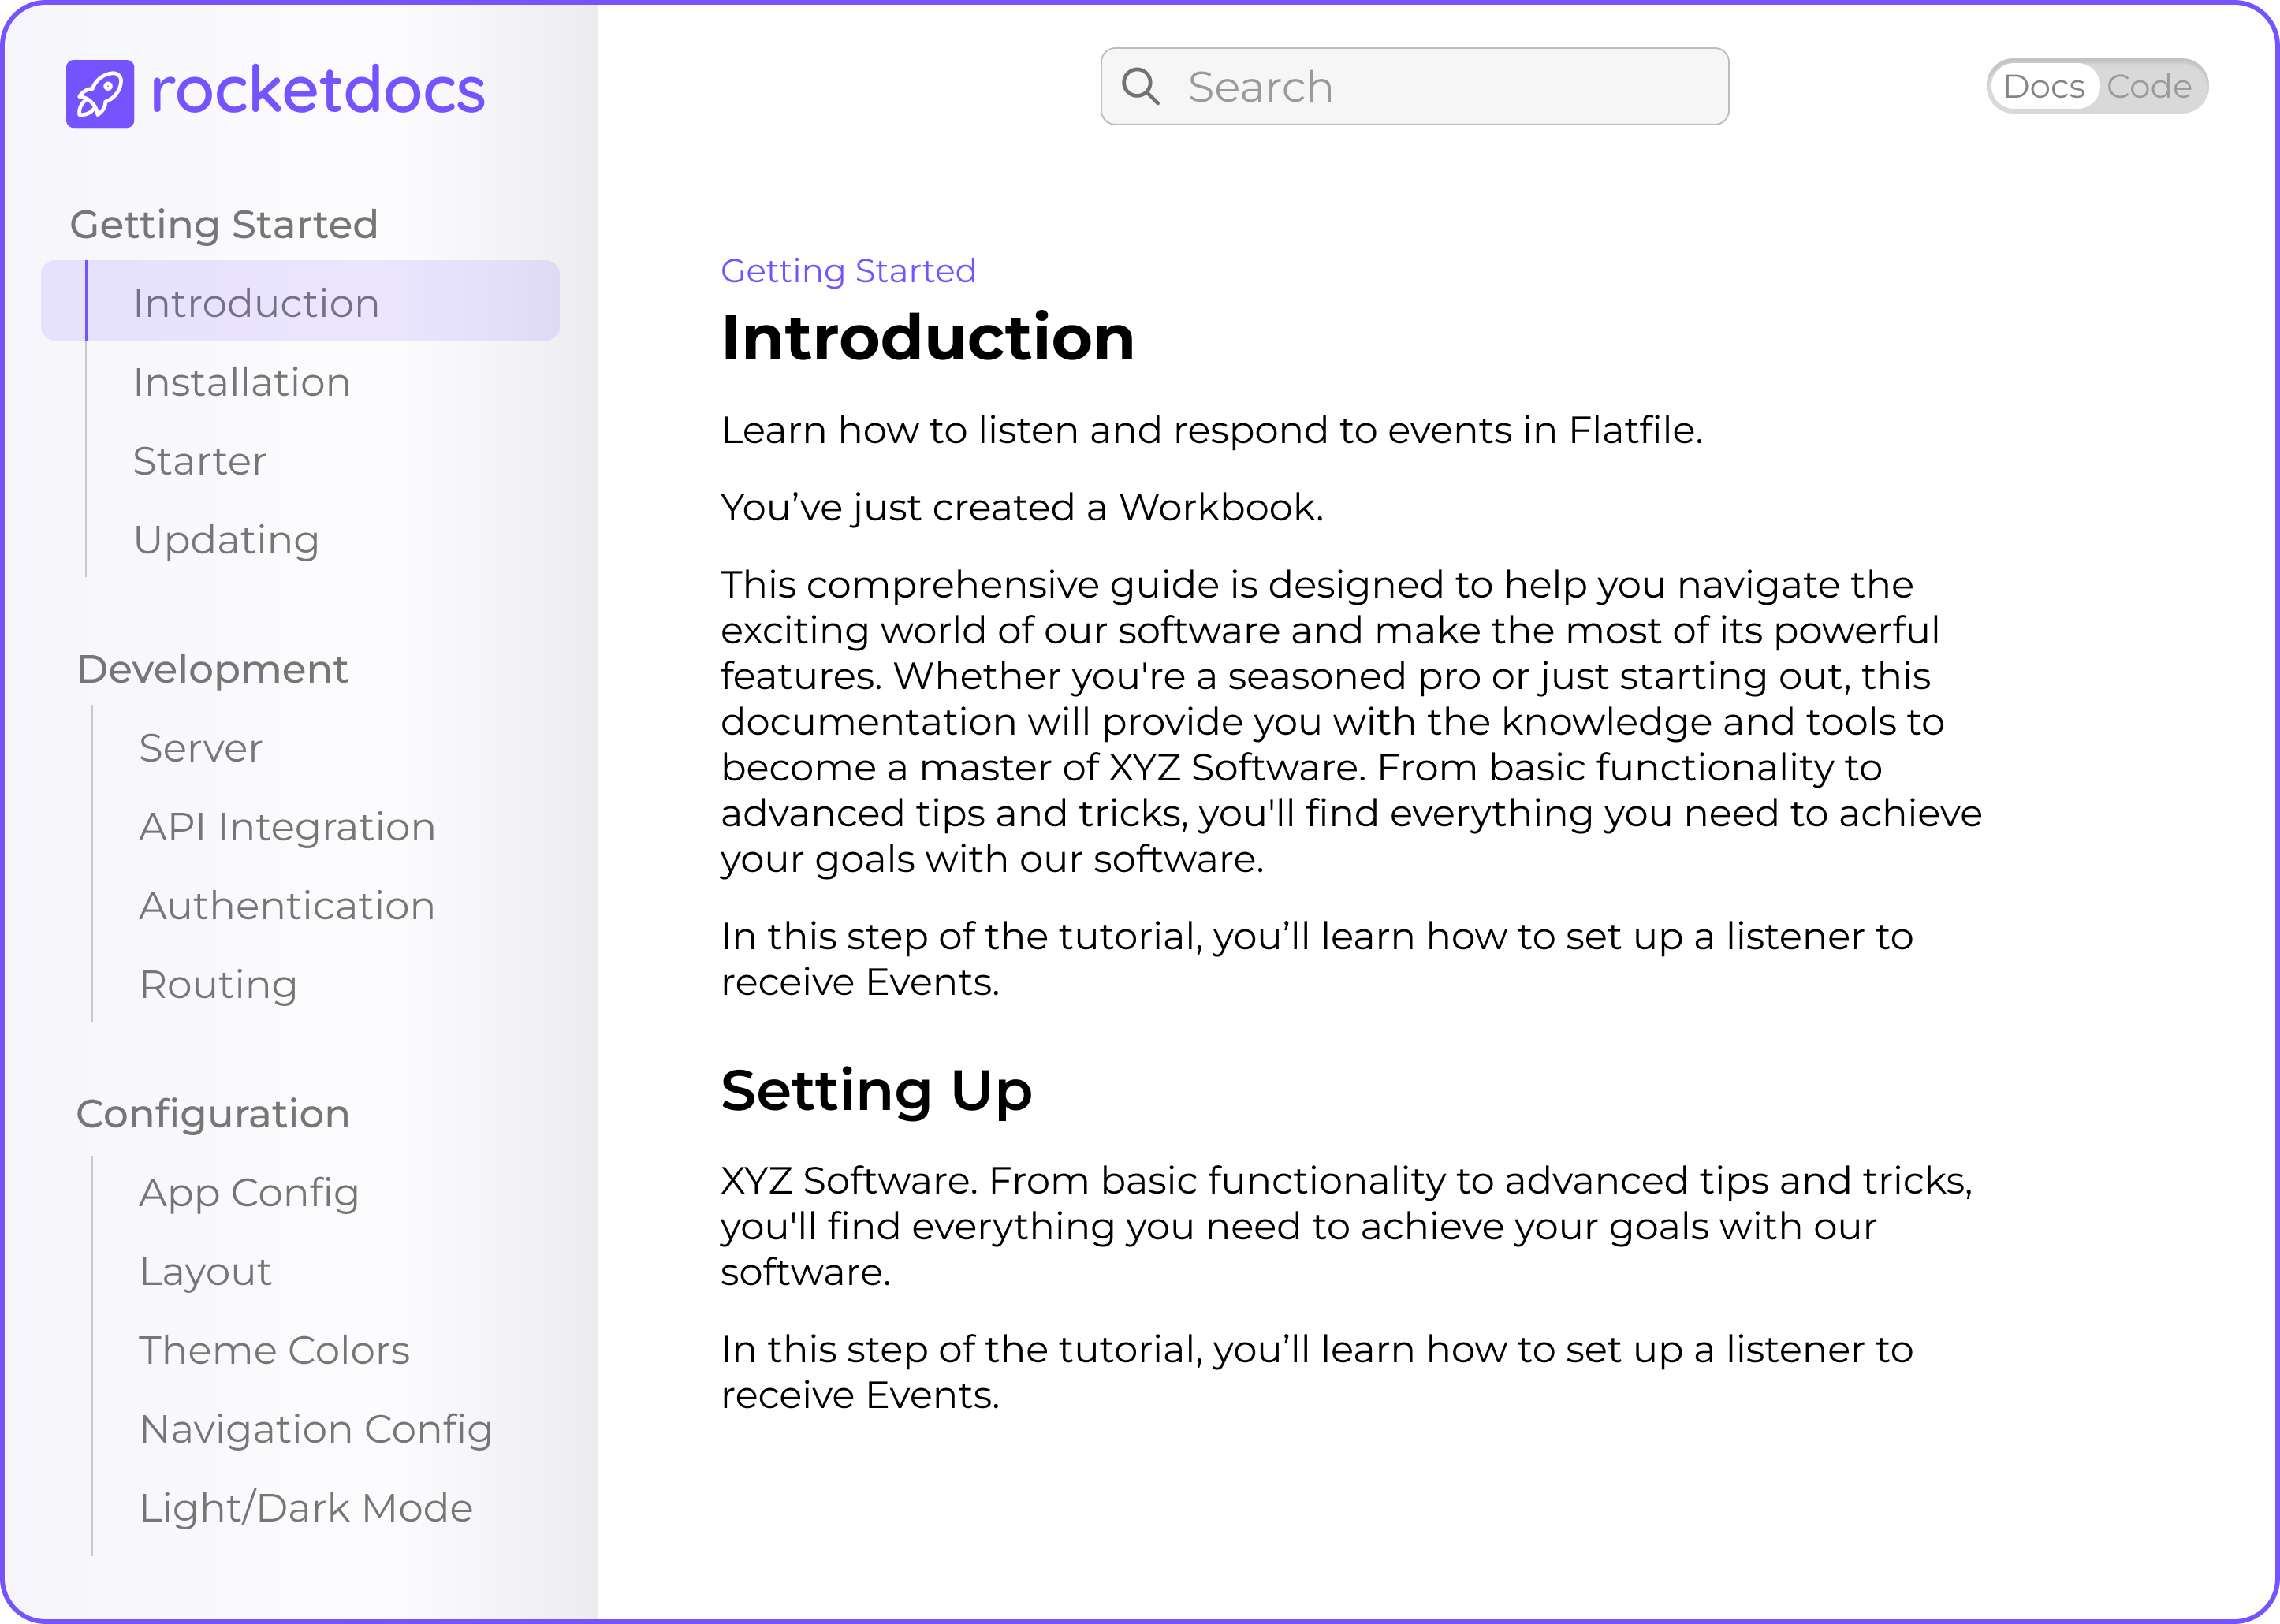 rocketdocs
Search
Docs Code
Getting Started
Introduction
Installation
Starter
Updating
Development
Server
API Integration
Authentication
Routing
Configuration
App Config
Layout
Theme Colors
Navigation Config
Light/Dark Mode
Getting Started
Introduction
Learn how to listen and respond to events in Flatfile.
You’ve just created a Workbook.
This comprehensive guide is designed to help you navigate the
exciting world of our software and make the most of its powerful
features. Whether you're a seasoned pro or just starting out, this
documentation will provide you with the knowledge and tools to
become a master of XYZ Software. From basic functionality to
advanced tips and tricks, you'll find everything you need to achieve
your goals with our software.
In this step of the tutorial, you’ll learn how to set up a listener to
receive Events.
Setting Up
XYZ Software. From basic functionality to advanced tips and tricks,
you'll find everything you need to achieve your goals with our
software.
In this step of the tutorial, you’ll learn how to set up a listener to
receive Events.